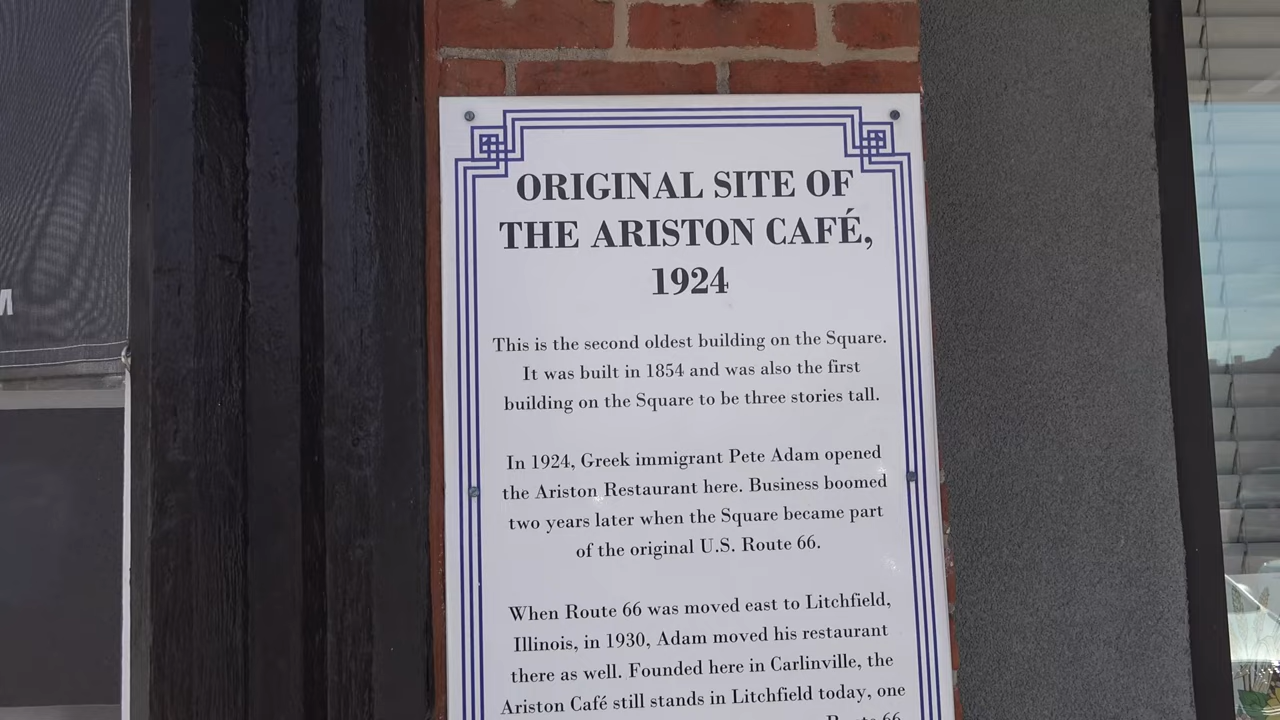 ORIGINAL SITE OF
THE ARISTON CAFÉ,
1924
This is the second oldest building on the Square.
It was built in 1854 and was also the first
building on the Square to be three stories tall.
In 1924, Greek immigrant Pete Adam opened
the Ariston Restaurant here. Business boomed
two years later when the Square became part
of the original U.S. Route 66.
When Route 66 was moved east to Litchfield,
Illinois, in 1930, Adam moved his restaurant
there as well. Founded here in Carlinville, the
Ariston Café still stands in Litchfield today, one
Route 66